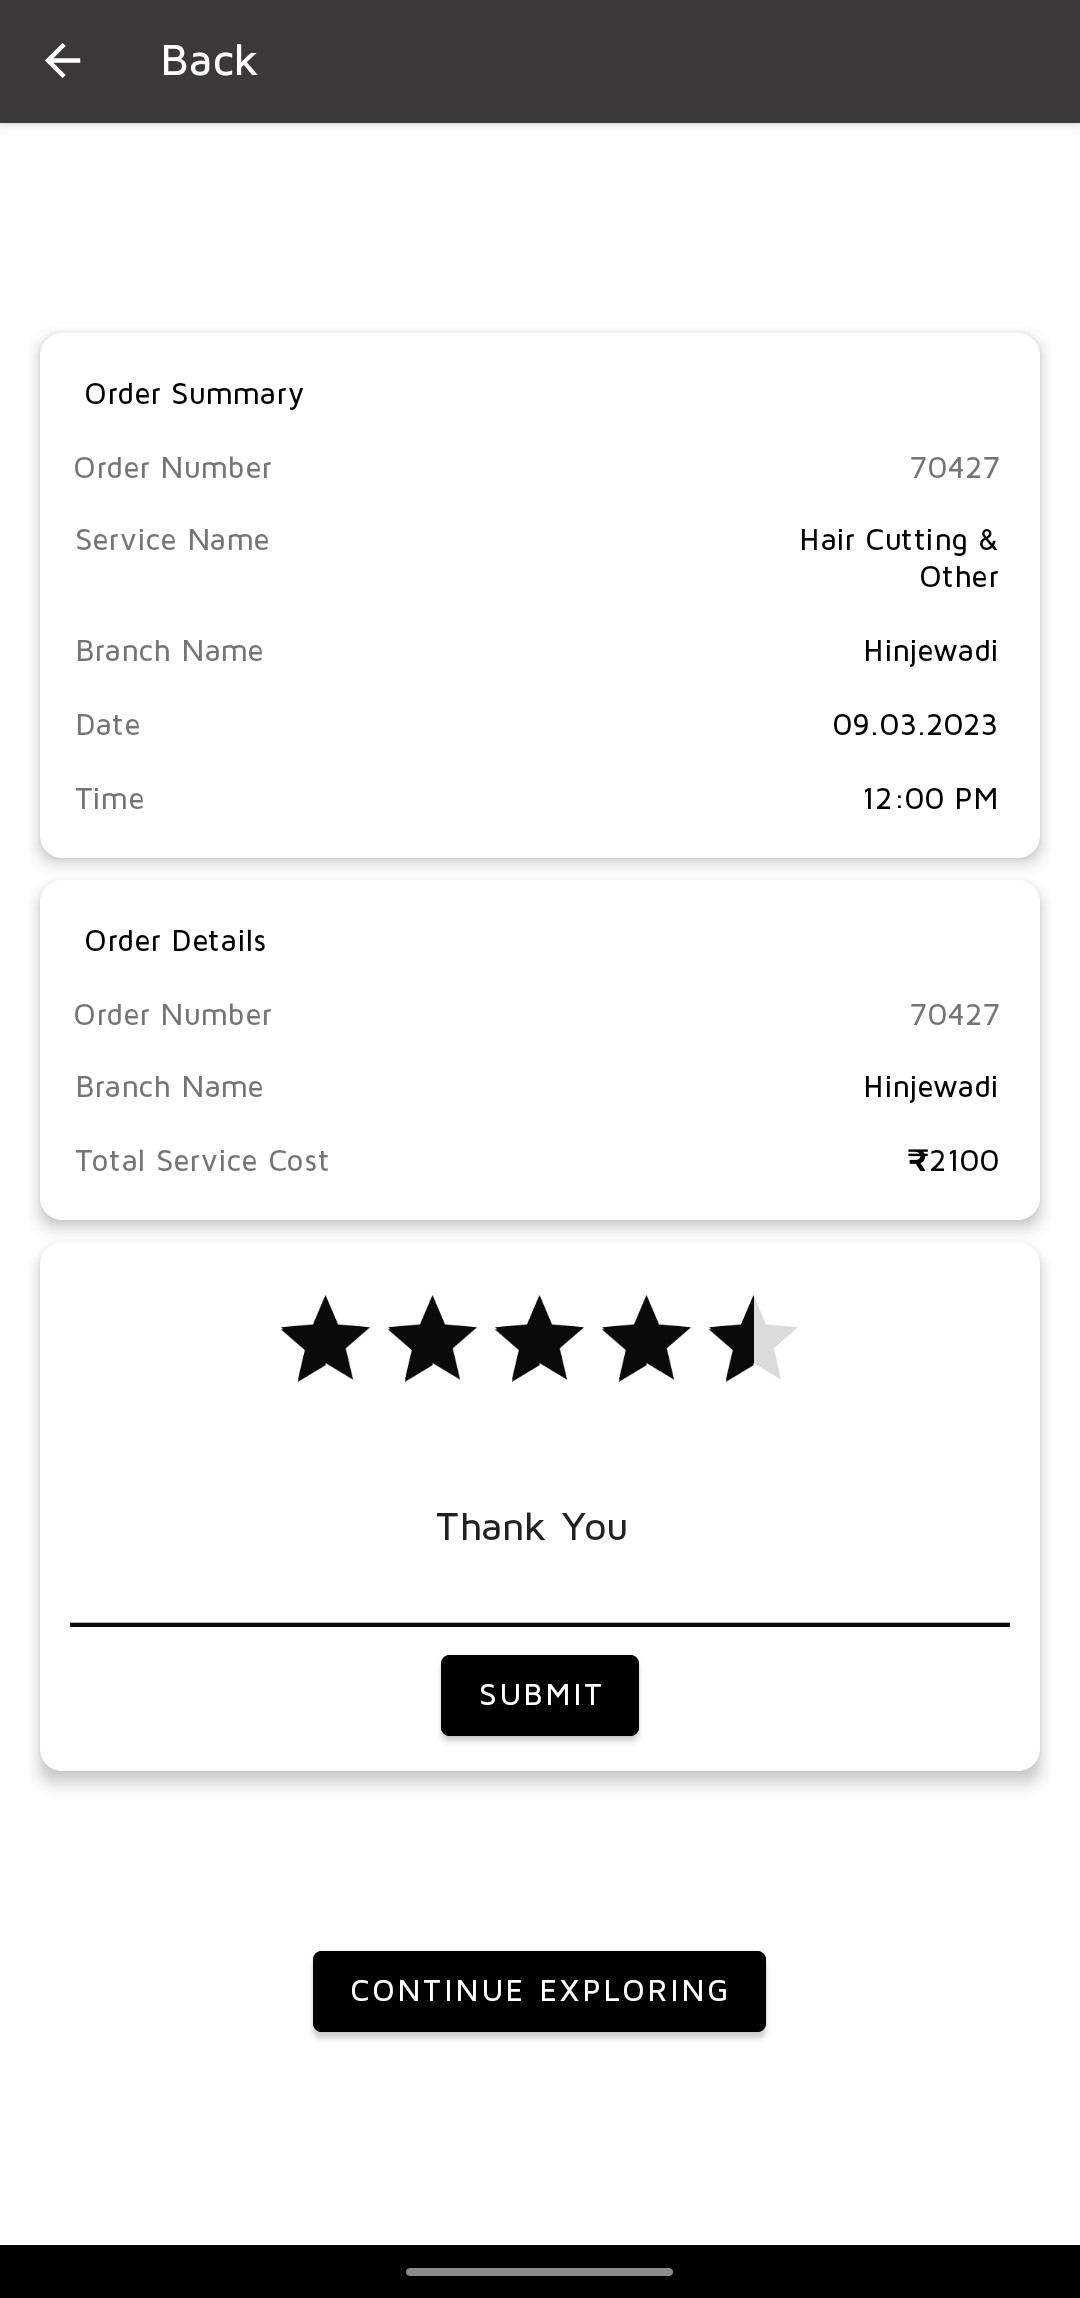 Back
Order Summary
Order Number 70427
Service Name Hair Cutting &
Other
Branch Name Hinjewadi
Date 09.03.2023
Time 12:00 PM
Order Details
Order Number 70427
Branch Name Hinjewadi
Total Service Cost ₹2100
Thank You
SUBMIT
CONTINUE EXPLORING